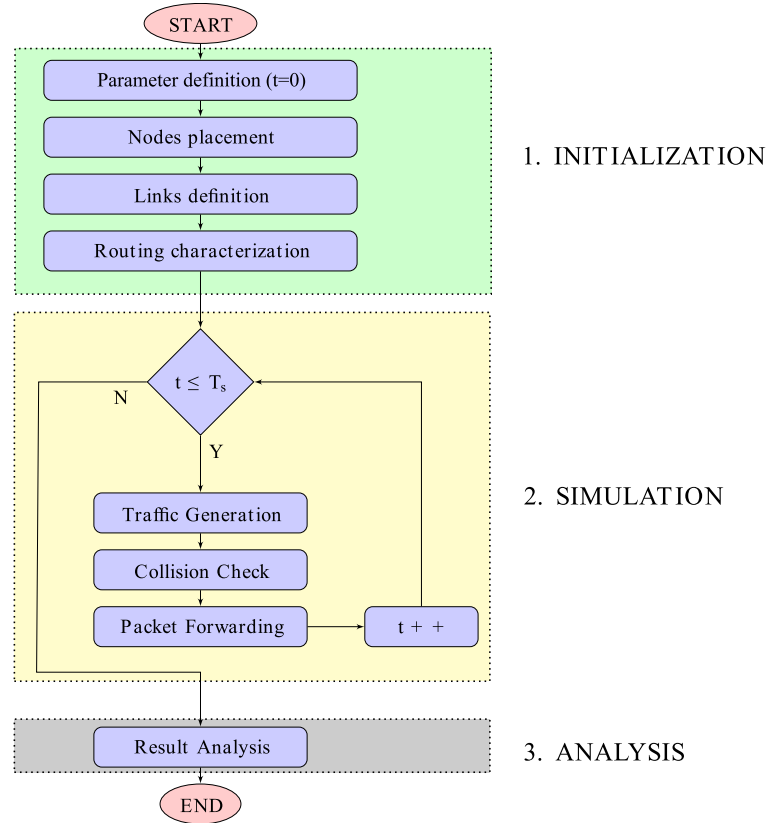 START
Parameter definition (t=0)
Nodes placement
Links definition
Routing characterization
1. INITIALIZATION
t ≤ Tₛ
N
Y
Traffic Generation
Collision Check
Packet Forwarding
t + +
2. SIMULATION
Result Analysis
3. ANALYSIS
END